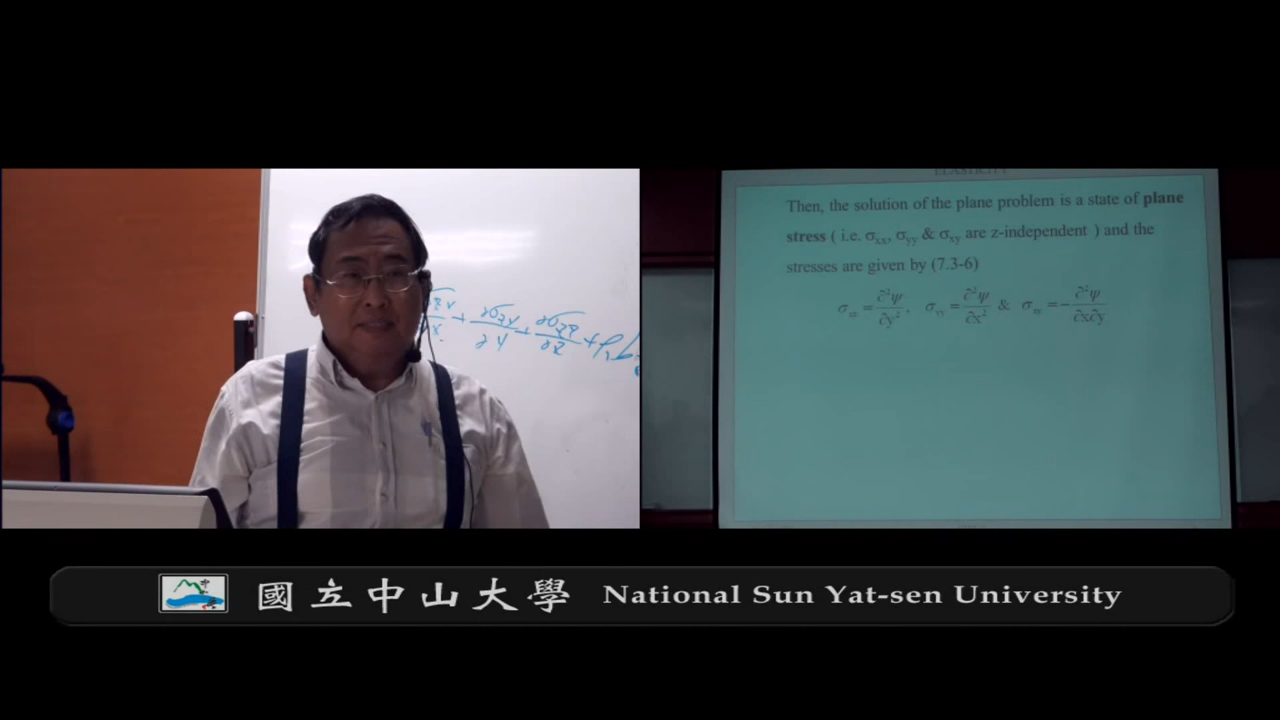 ELASTICITY
Then, the solution of the plane problem is a state of plane
stress ( i.e. σxx, σyy & σxy are z-independent ) and the
stresses are given by (7.3-6)
σxx = ∂²ψ/∂y², σyy = ∂²ψ/∂x² & σxy = −∂²ψ/∂x∂y
國立中山大學 National Sun Yat-sen University